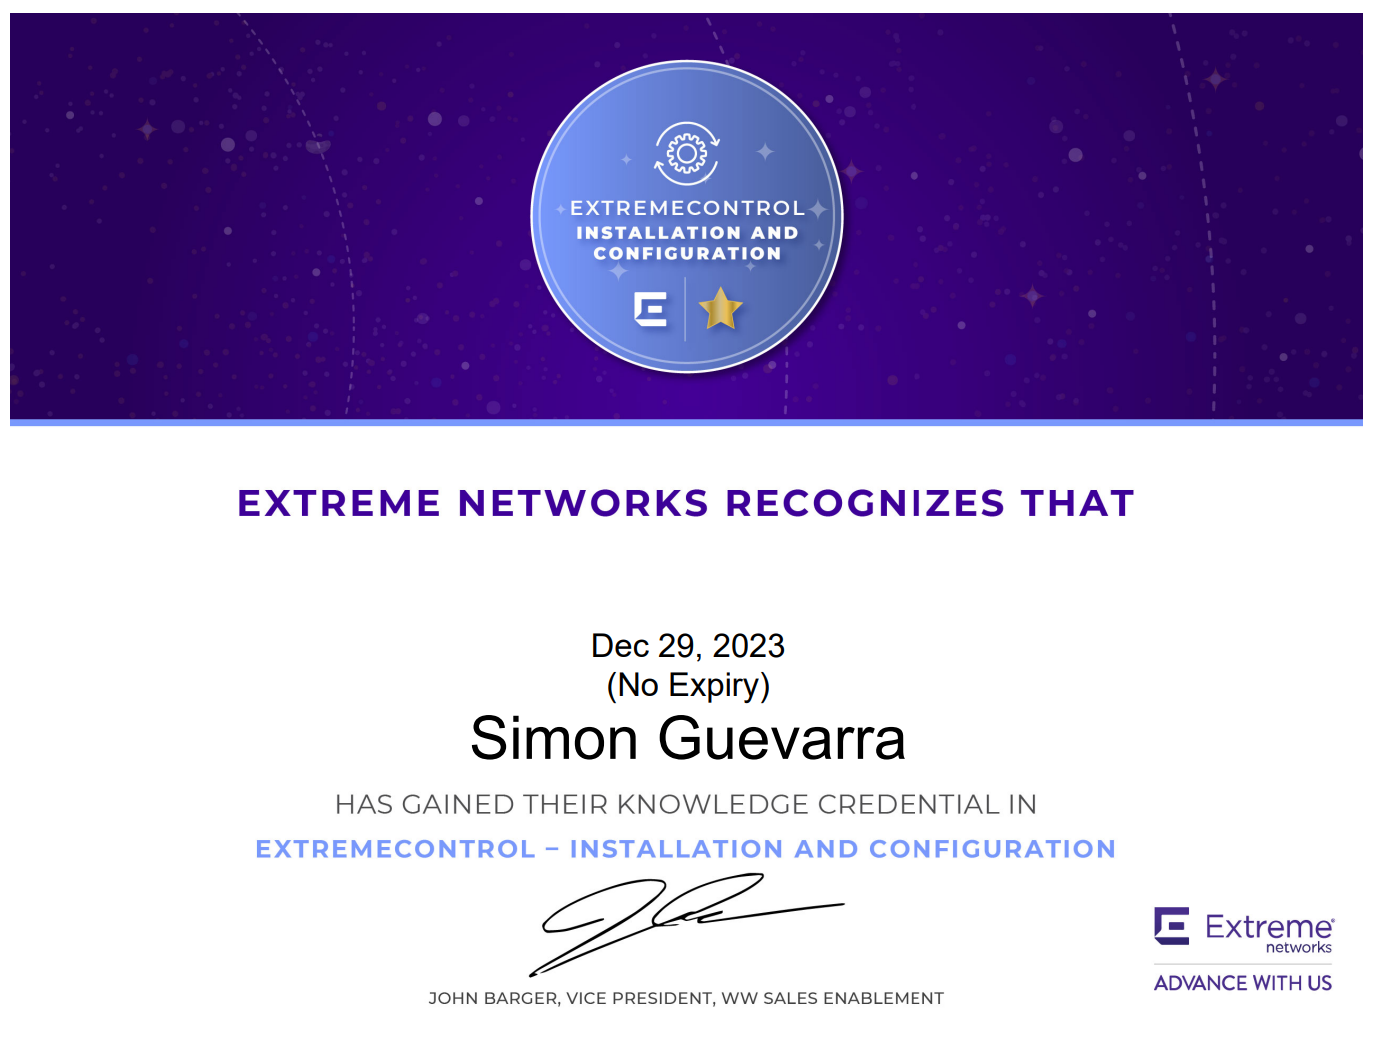 EXTREMECONTROL
INSTALLATION AND
CONFIGURATION
EXTREME NETWORKS RECOGNIZES THAT
Dec 29, 2023
(No Expiry)
Simon Guevarra
HAS GAINED THEIR KNOWLEDGE CREDENTIAL IN
EXTREMECONTROL – INSTALLATION AND CONFIGURATION
JOHN BARGER, VICE PRESIDENT, WW SALES ENABLEMENT
Extreme®
networks
ADVANCE WITH US